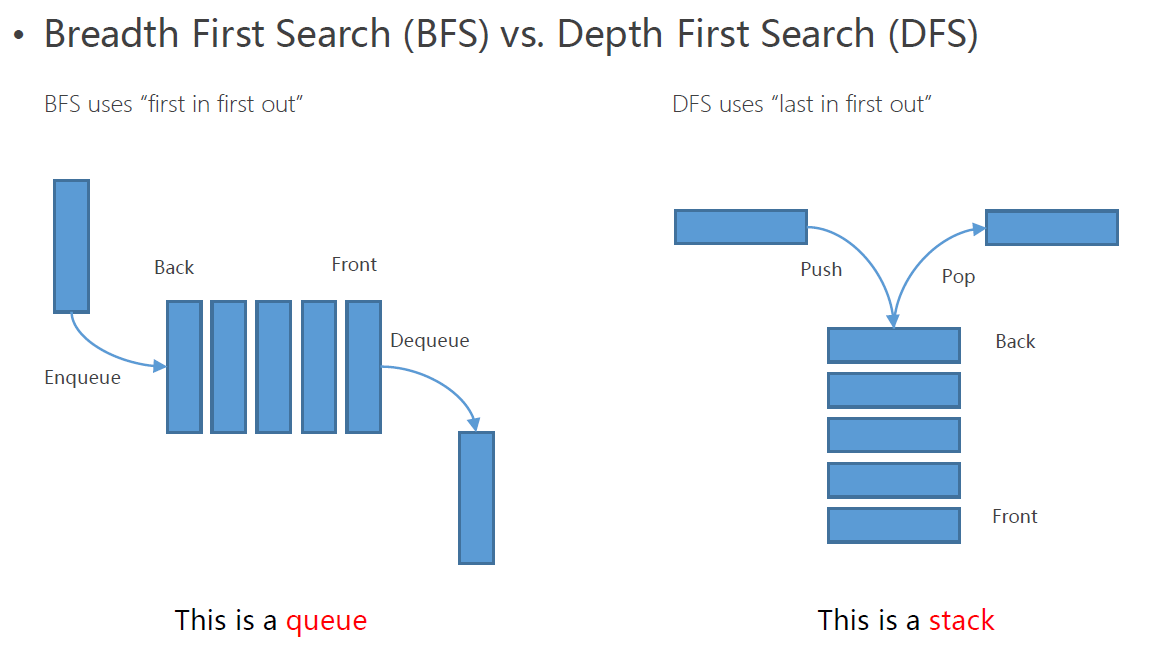 • Breadth First Search (BFS) vs. Depth First Search (DFS)
BFS uses “first in first out”
DFS uses “last in first out”
Back
Front
Enqueue
Dequeue
This is a queue
Push
Pop
Back
Front
This is a stack